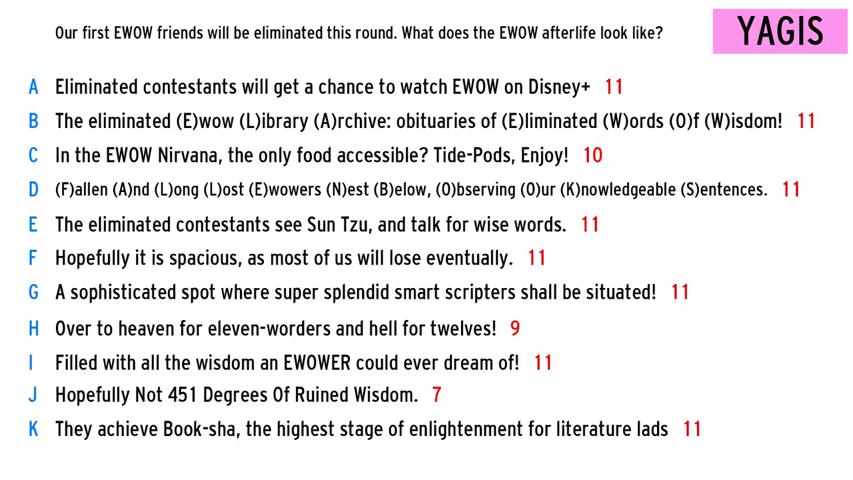 Our first EWOW friends will be eliminated this round. What does the EWOW afterlife look like?
YAGIS
A Eliminated contestants will get a chance to watch EWOW on Disney+ 11
B The eliminated (E)wow (L)ibrary (A)rchive: obituaries of (E)liminated (W)ords (O)f (W)isdom! 11
C In the EWOW Nirvana, the only food accessible? Tide-Pods, Enjoy! 10
D (F)allen (A)nd (L)ong (L)ost (E)wowers (N)est (B)elow, (O)bserving (O)ur (K)nowledgeable (S)entences. 11
E The eliminated contestants see Sun Tzu, and talk for wise words. 11
F Hopefully it is spacious, as most of us will lose eventually. 11
G A sophisticated spot where super splendid smart scripters shall be situated! 11
H Over to heaven for eleven-worders and hell for twelves! 9
I Filled with all the wisdom an EWOWER could ever dream of! 11
J Hopefully Not 451 Degrees Of Ruined Wisdom. 7
K They achieve Book-sha, the highest stage of enlightenment for literature lads 11